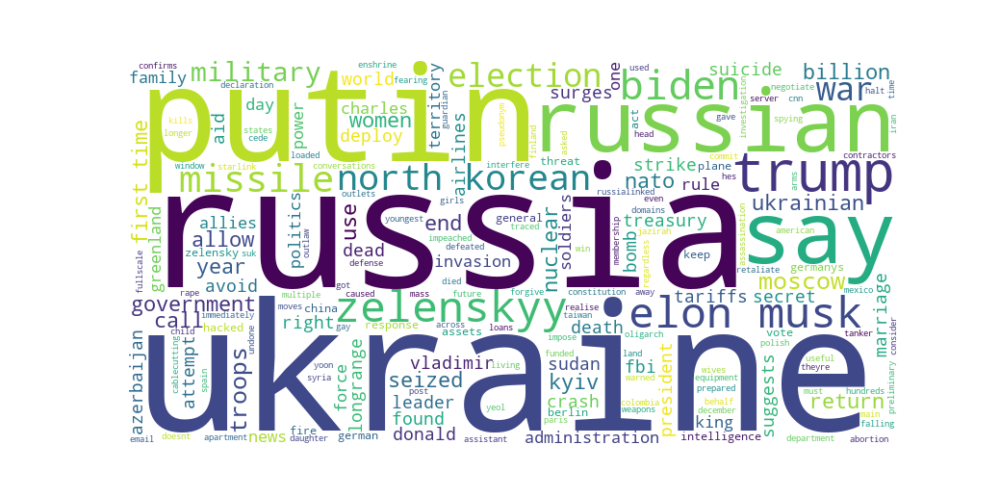 confirms
enshrine
used
family
military
declaration
world
fearing
election
surges
one
biden
suicide
billion
negotiate
cnn
war
halt
time
putin
russian
day
charles
women
deploy
power
aid
killed
longer
states
cede
loaded
conversations
territory
guardian
airlines
pseudonym
finland
asked
act
head
server
gave
investigation
spying
iran
first time
window
starlink
missile
north korean
interfere
threat
plane
strike
commit
hes
contractors
trump
nato
rule
arms
greenland
allies
zelensky
suk
allow
year
avoid
politics
outlaw
outlets
use
dead
defense
russia
girls
youngest
impeached
defeated
end
invasion
general
traced
nuclear
soldiers
russialinked
even
domains
treasury
bomb
membership
keep
win
regardless
jazirah
assassination
ukrainian
american
say
retaliate
germanys
moscow
mexico
fullscale
rape
multiple
moves
got
caused
mass
died
future
forgive
constitution
away
realise
taiwan
tariffs
secret
tanker
consider
government
call
immediately
hacked
china
right
gay
response
across
assets
loans
zelenskyy
impose
death
elon musk
oligarch
vote
polish
marriage
azerbaijan
child
attempt
cablecutting
spain
troops
undone
yoon
syria
force
longrange
vladimir
living
funded
sudan
land
fbi
warned
wives
equipment
president
prepared
suggests
useful
theyre
must
hundreds
preliminary
ukraine
seized
post
leader
yeol
found
kyiv
crash
colombia
weapons
berlin
paris
king
behalf
december
return
main
falling
email
doesnt
apartment
news
fire
daughter
german
donald
assistant
administration
intelligence
department
abortion